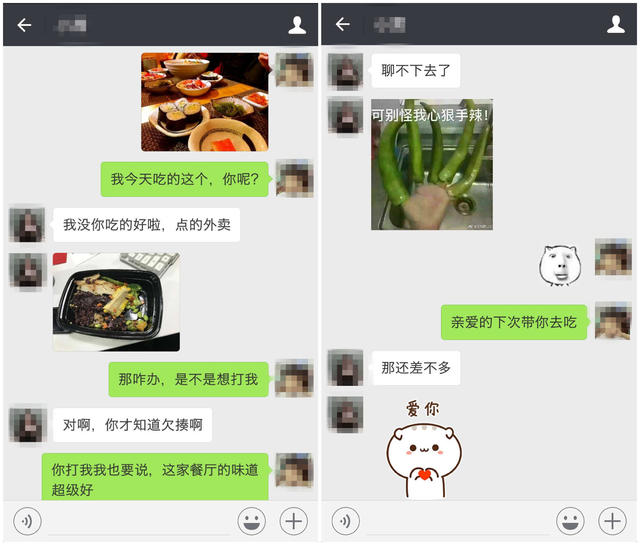 我今天吃的这个，你呢?
我没你吃的好啦，点的外卖
那咋办，是不是想打我
对啊，你才知道欠揍啊
你打我我也要说，这家餐厅的味道
超级好
聊不下去了
可别怪我心狠手辣!
亲爱的下次带你去吃
那还差不多
爱你